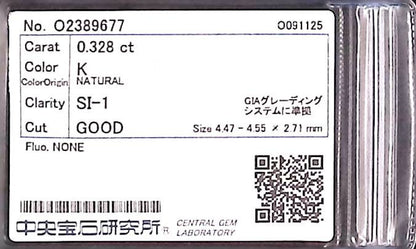 No. O2389677 O091125
Carat 0.328 ct
Color K
ColorOrigin NATURAL
Clarity SI-1 GIAグレーディング
システムに準拠
Cut GOOD Size 4.47 - 4.55 × 2.71 mm
Fluo. NONE
中央宝石研究所® CENTRAL GEM
LABORATORY